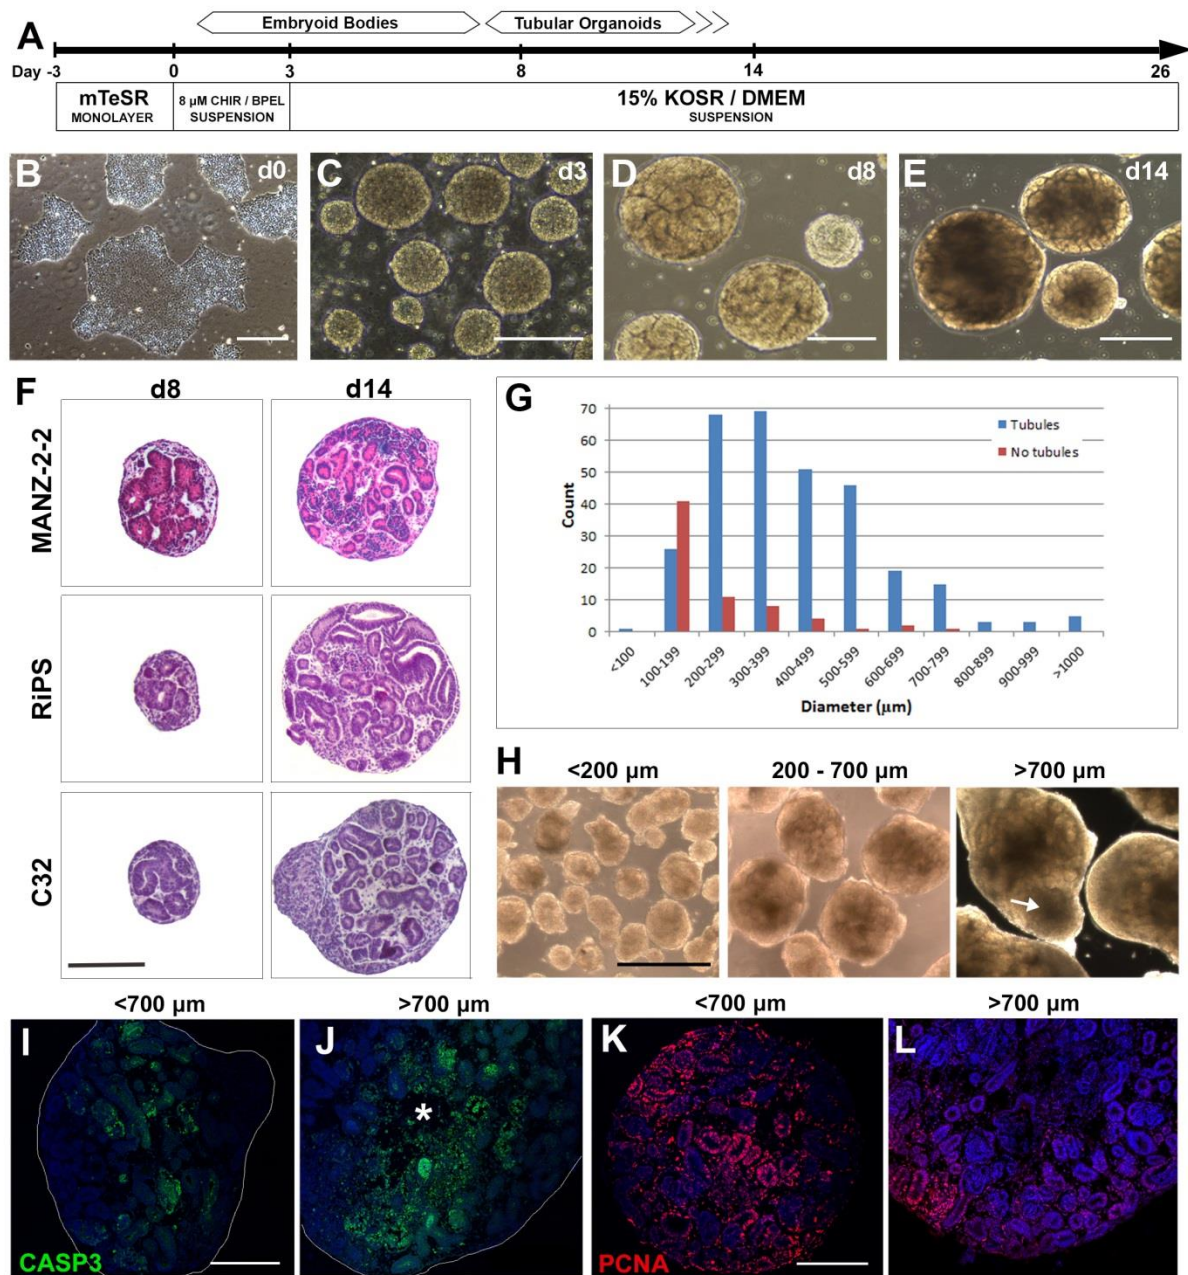 A
Embryoid Bodies
Tubular Organoids
Day -3
0
3
8
14
26
mTeSR
MONOLAYER
8 µM CHIR / BPEL
SUSPENSION
15% KOSR / DMEM
SUSPENSION
B
d0
C
d3
D
d8
E
d14
F
d8
d14
MANZ-2-2
RiPS
C32
G
70
60
50
40
30
20
10
0
Count
Tubules
No tubules
<100
100-199
200-299
300-399
400-499
500-599
600-699
700-799
800-899
900-999
>1000
Diameter (µm)
H
<200 µm
200 - 700 µm
>700 µm
<700 µm
>700 µm
<700 µm
>700 µm
I
J
*
K
L
CASP3
PCNA